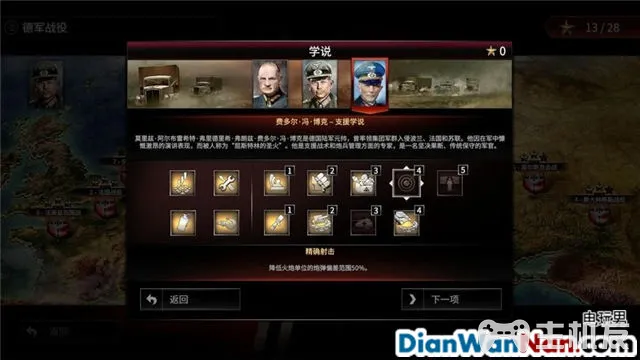 德军战役
13 / 28
学说
0
费多尔·冯·博克 – 支援学说
莫里兹·阿尔布雷希特·弗里德里希·弗朗兹·费多尔·冯·博克是德国陆军元帅，曾率领集团军群入侵波兰、法国和苏联。他因在军中慷
慨激昂的演讲表现，而被人称为“屈斯特林的圣火”。他是支援战术和炮兵管理方面的专家，是一名坚决果断、传统保守的军官。
1 2 3 4 5
1 2 3 4
精确射击
降低火炮单位的炮弹偏差范围50%。
返回
下一项
返回
电玩男
主机君
DianWanNan.com